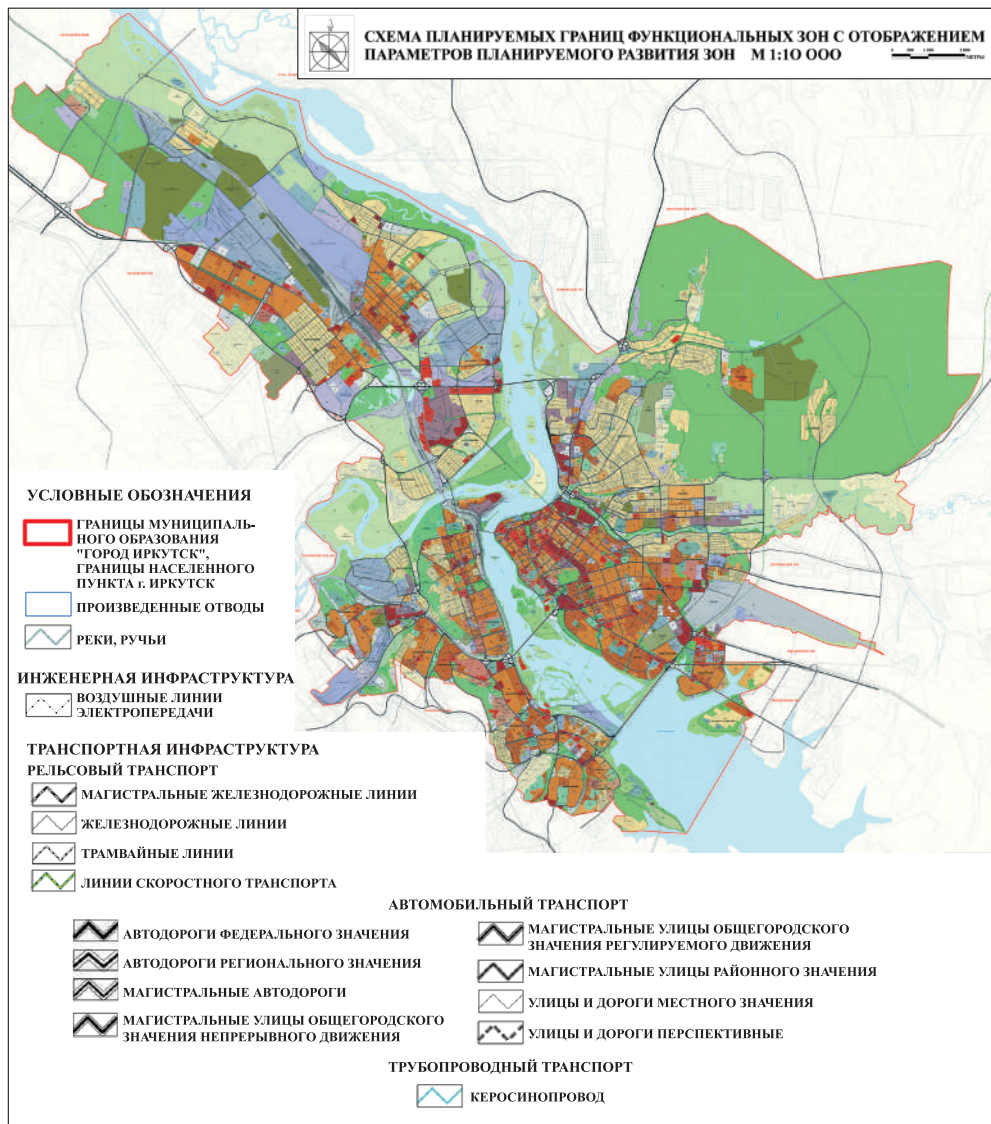 СХЕМА ПЛАНИРУЕМЫХ ГРАНИЦ ФУНКЦИОНАЛЬНЫХ ЗОН С ОТОБРАЖЕНИЕМ
ПАРАМЕТРОВ ПЛАНИРУЕМОГО РАЗВИТИЯ ЗОН М 1:10 000
МЕТРЫ
УСЛОВНЫЕ ОБОЗНАЧЕНИЯ
ГРАНИЦЫ МУНИЦИПАЛЬ-
НОГО ОБРАЗОВАНИЯ
"ГОРОД ИРКУТСК",
ГРАНИЦЫ НАСЕЛЕННОГО
ПУНКТА г. ИРКУТСК
ПРОИЗВЕДЕННЫЕ ОТВОДЫ
РЕКИ, РУЧЬИ
ИНЖЕНЕРНАЯ ИНФРАСТРУКТУРА
ВОЗДУШНЫЕ ЛИНИИ
ЭЛЕКТРОПЕРЕДАЧИ
ТРАНСПОРТНАЯ ИНФРАСТРУКТУРА
РЕЛЬСОВЫЙ ТРАНСПОРТ
МАГИСТРАЛЬНЫЕ ЖЕЛЕЗНОДОРОЖНЫЕ ЛИНИИ
ЖЕЛЕЗНОДОРОЖНЫЕ ЛИНИИ
ТРАМВАЙНЫЕ ЛИНИИ
ЛИНИИ СКОРОСТНОГО ТРАНСПОРТА
АВТОМОБИЛЬНЫЙ ТРАНСПОРТ
АВТОДОРОГИ ФЕДЕРАЛЬНОГО ЗНАЧЕНИЯ
АВТОДОРОГИ РЕГИОНАЛЬНОГО ЗНАЧЕНИЯ
МАГИСТРАЛЬНЫЕ АВТОДОРОГИ
МАГИСТРАЛЬНЫЕ УЛИЦЫ ОБЩЕГОРОДСКОГО
ЗНАЧЕНИЯ НЕПРЕРЫВНОГО ДВИЖЕНИЯ
МАГИСТРАЛЬНЫЕ УЛИЦЫ ОБЩЕГОРОДСКОГО
ЗНАЧЕНИЯ РЕГУЛИРУЕМОГО ДВИЖЕНИЯ
МАГИСТРАЛЬНЫЕ УЛИЦЫ РАЙОННОГО ЗНАЧЕНИЯ
УЛИЦЫ И ДОРОГИ МЕСТНОГО ЗНАЧЕНИЯ
УЛИЦЫ И ДОРОГИ ПЕРСПЕКТИВНЫЕ
ТРУБОПРОВОДНЫЙ ТРАНСПОРТ
КЕРОСИНОПРОВОД